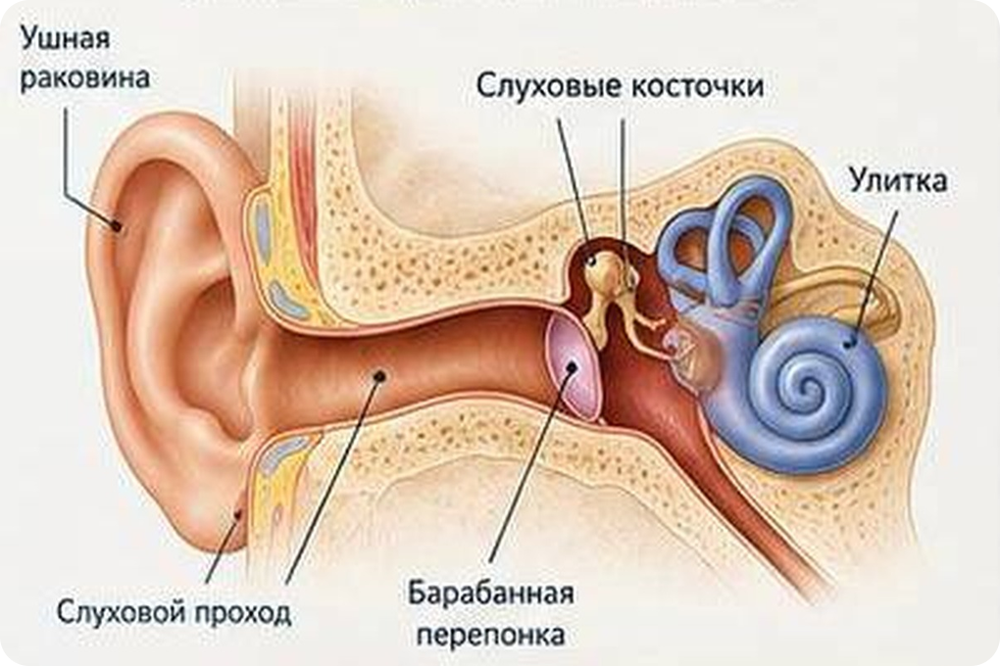 Ушная
раковина
Слуховые косточки
Улитка
Слуховой проход
Барабанная
перепонка